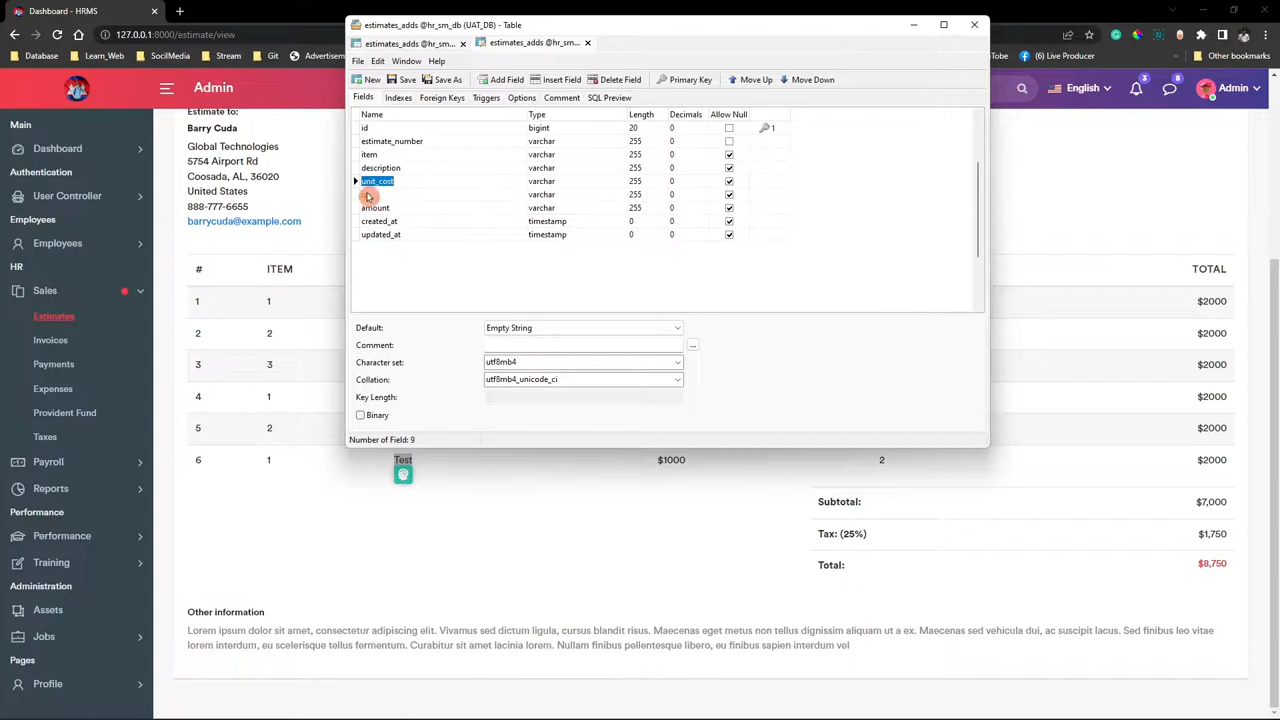 Dashboard - HRMS
127.0.0.1:8000/estimate/view
Database
Learn_Web
SocilMedia
Stream
Git
Advertisem
Live Producer
Other bookmarks
estimates_adds @hr_sm_db (UAT_DB) - Table
estimates_adds @hr_sm...
estimates_adds @hr_sm...
File Edit Window Help
New Save Save As Add Field Insert Field Delete Field Primary Key Move Up Move Down
Fields Indexes Foreign Keys Triggers Options Comment SQL Preview
Name Type Length Decimals Allow Null
id bigint 20 0 1
estimate_number varchar 255 0
item varchar 255 0
description varchar 255 0
unit_cost varchar 255 0
varchar 255 0
amount varchar 255 0
created_at timestamp 0 0
updated_at timestamp 0 0
Default: Empty String
Comment: ...
Character set: utf8mb4
Collation: utf8mb4_unicode_ci
Key Length:
Binary
Number of Field: 9
Admin
English
Admin
Main
Dashboard
Authentication
User Controller
Employees
Employees
HR
Sales
Estimates
Invoices
Payments
Expenses
Provident Fund
Taxes
Payroll
Reports
Performance
Performance
Training
Administration
Assets
Jobs
Pages
Profile
Estimate to:
Barry Cuda
Global Technologies
5754 Airport Rd
Coosada, AL, 36020
United States
888-777-6655
barrycuda@example.com
# ITEM TOTAL
1 1 $2000
2 2 $2000
3 3 $2000
4 1 $2000
5 2 $2000
6 1 Test $1000 2 $2000
Subtotal: $7,000
Tax: (25%) $1,750
Total: $8,750
Other information
Lorem ipsum dolor sit amet, consectetur adipiscing elit. Vivamus sed dictum ligula, cursus blandit risus. Maecenas eget metus non tellus dignissim aliquam ut a ex. Maecenas sed vehicula dui, ac suscipit lacus. Sed finibus leo vitae
lorem interdum, eu scelerisque tellus fermentum. Curabitur sit amet lacinia lorem. Nullam finibus pellentesque libero, eu finibus sapien interdum vel